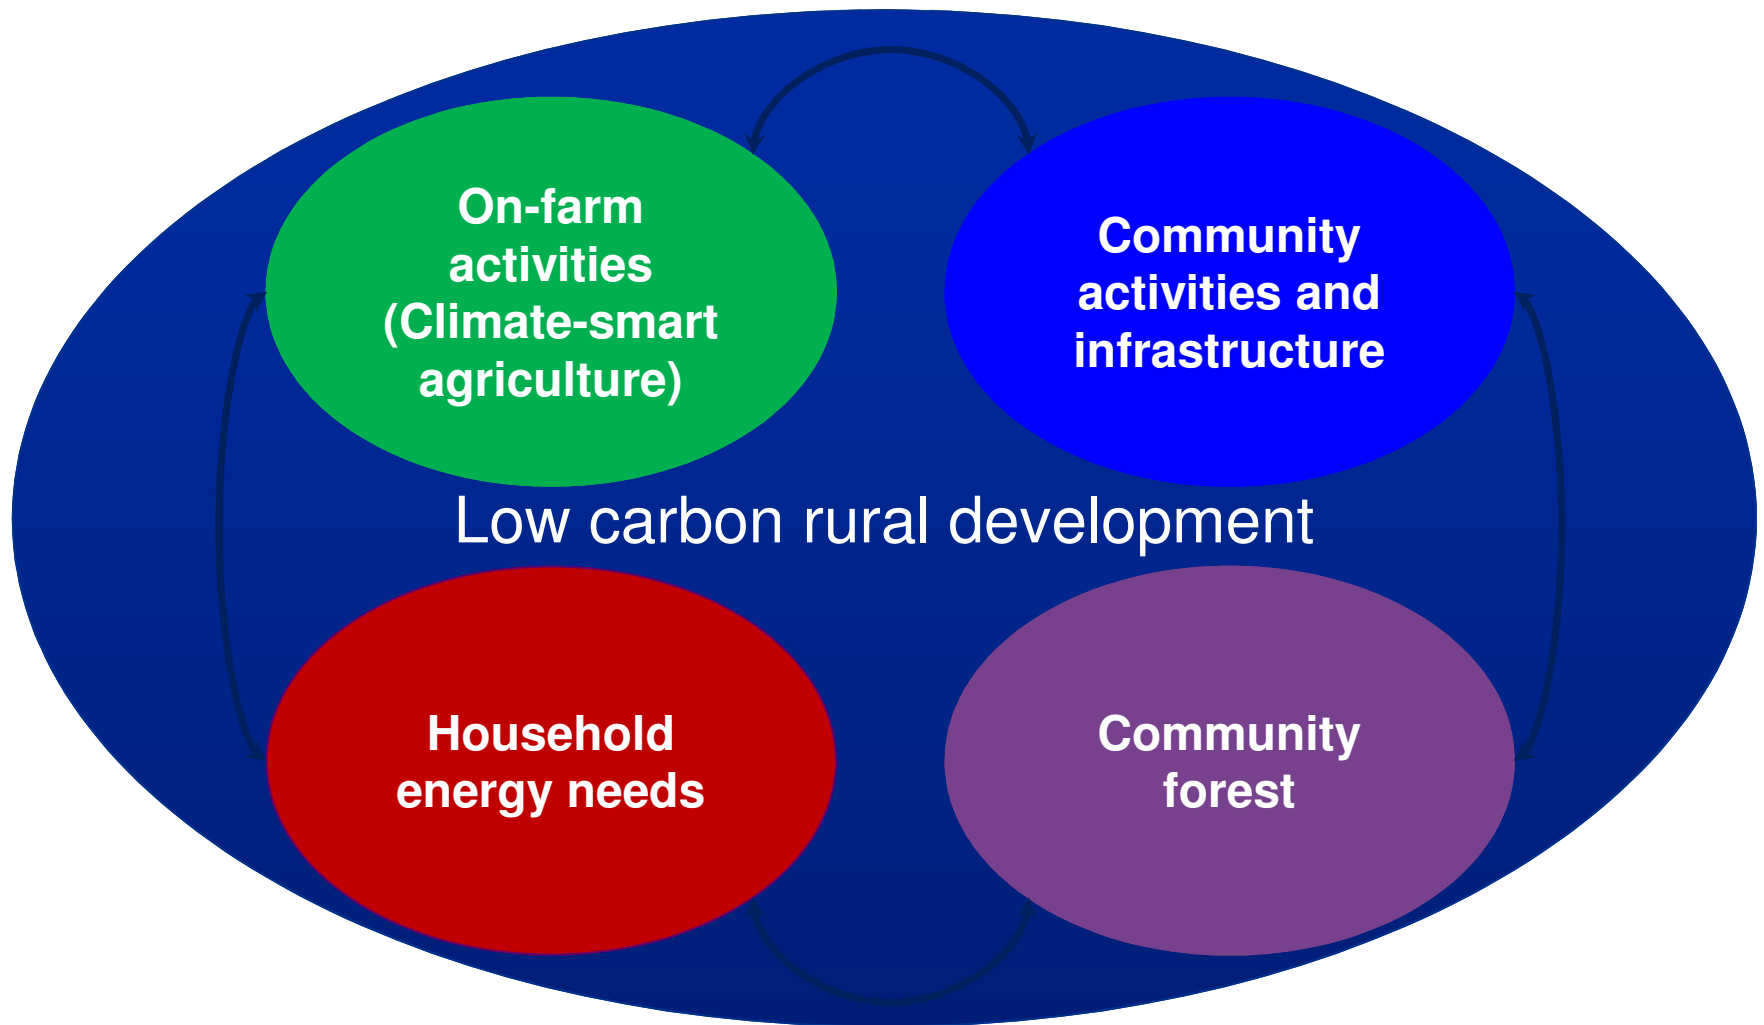 On-farm
activities
(Climate-smart
agriculture)
Community
activities and
infrastructure
Low carbon rural development
Household
energy needs
Community
forest